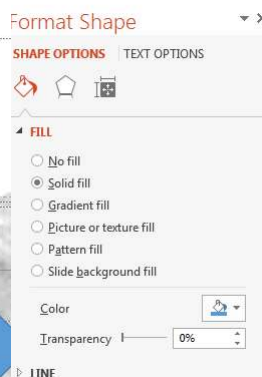 Format Shape
SHAPE OPTIONS TEXT OPTIONS
FILL
No fill
Solid fill
Gradient fill
Picture or texture fill
Pattern fill
Slide background fill
Color
Transparency 0%
LINE